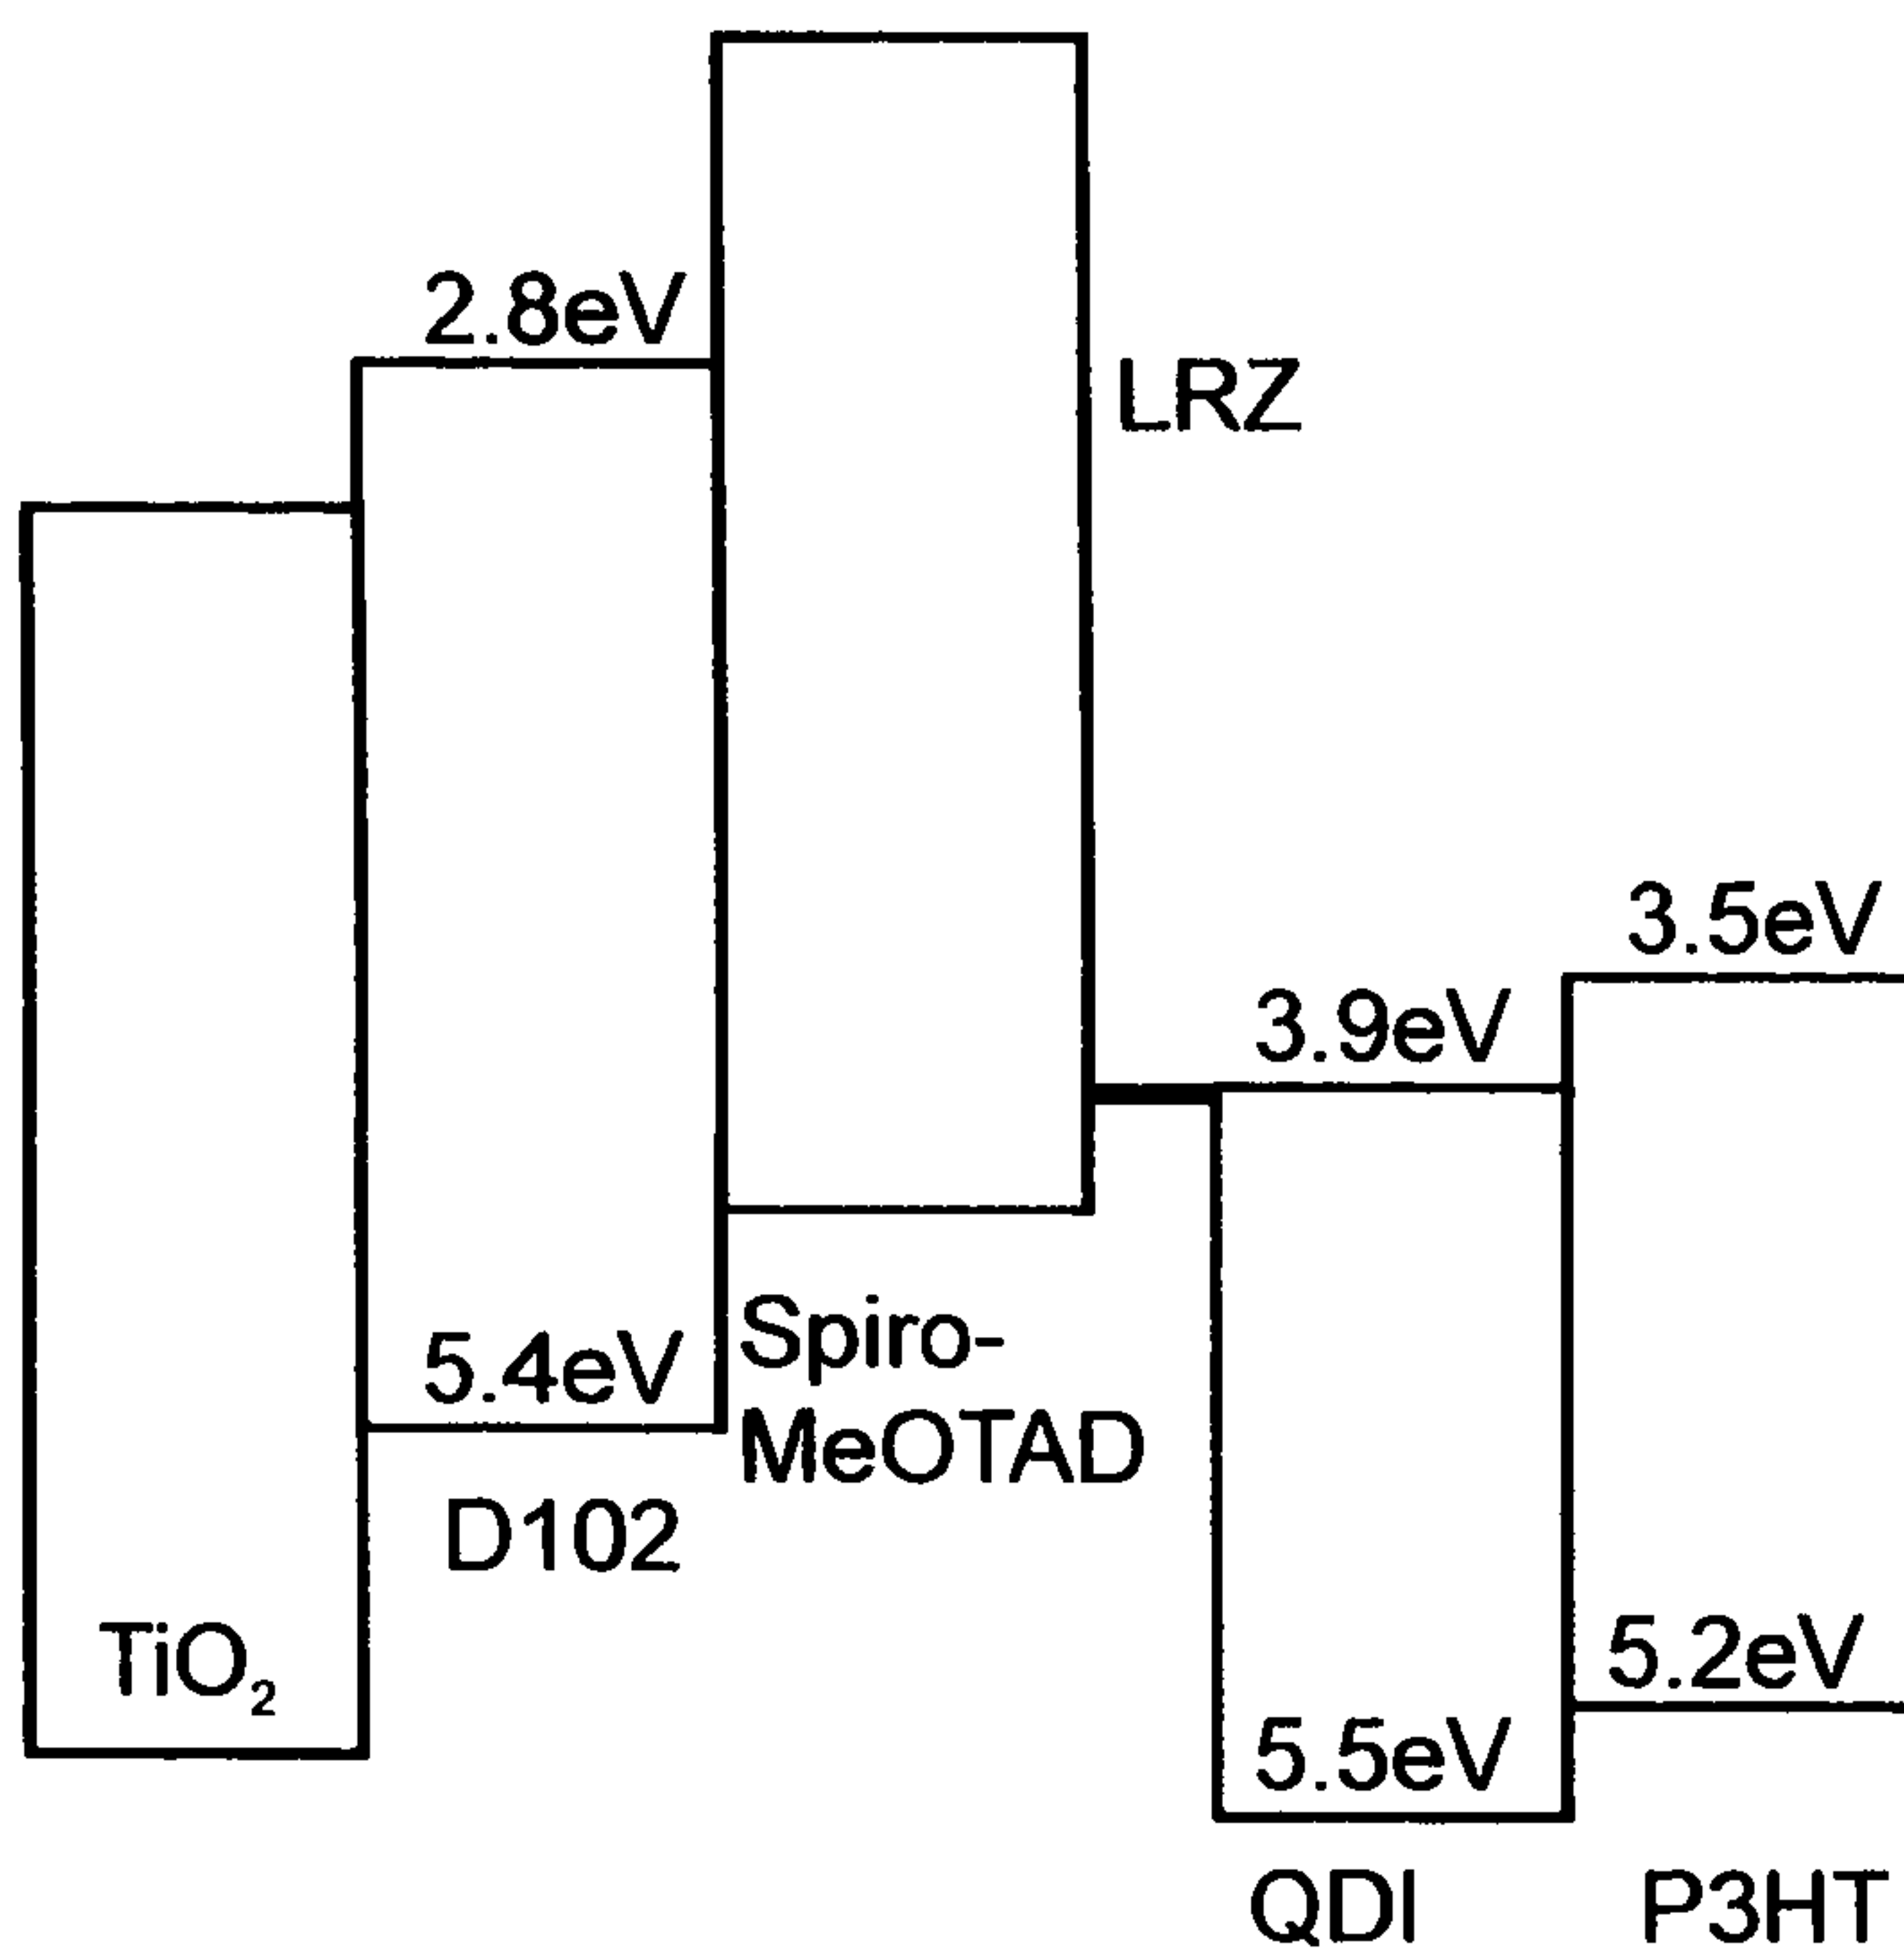 2.8eV
LRZ
3.5eV
3.9eV
5.4eV
Spiro-
MeOTAD
D102
TiO₂
5.2eV
5.5eV
QDI
P3HT